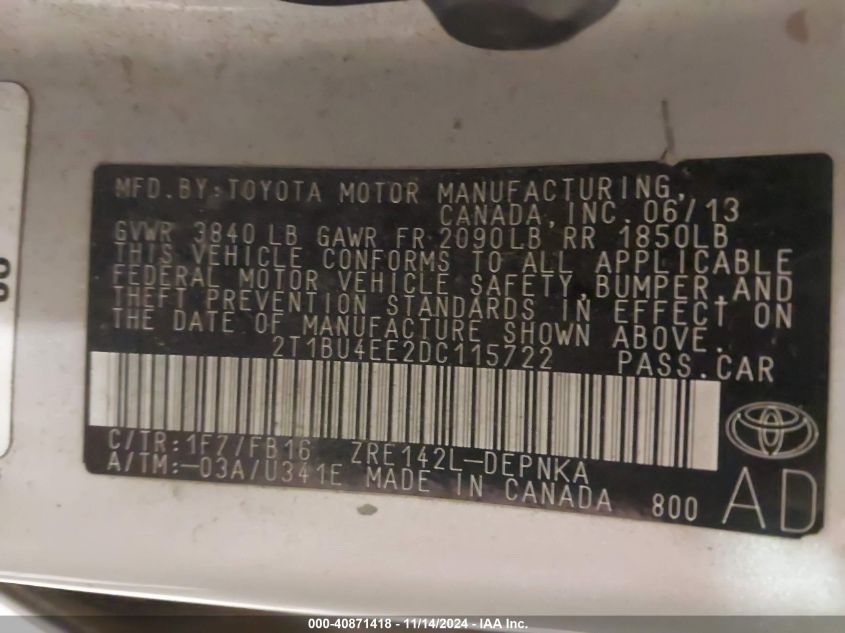 MFD.BY:TOYOTA MOTOR MANUFACTURING,
CANADA, INC. 06/13
GVWR 3840 LB GAWR FR 2090LB RR 1850LB
THIS VEHICLE CONFORMS TO ALL APPLICABLE
FEDERAL MOTOR VEHICLE SAFETY, BUMPER, AND
THEFT PREVENTION STANDARDS IN EFFECT ON
THE DATE OF MANUFACTURE SHOWN ABOVE.
2T1BU4EE2DC115722 PASS.CAR
C/TR:1F7/FB16 ZRE142L-DEPNKA
A/TM:-03A/U341E MADE IN CANADA 800
AD
000-40871418 - 11/14/2024 - IAA Inc.